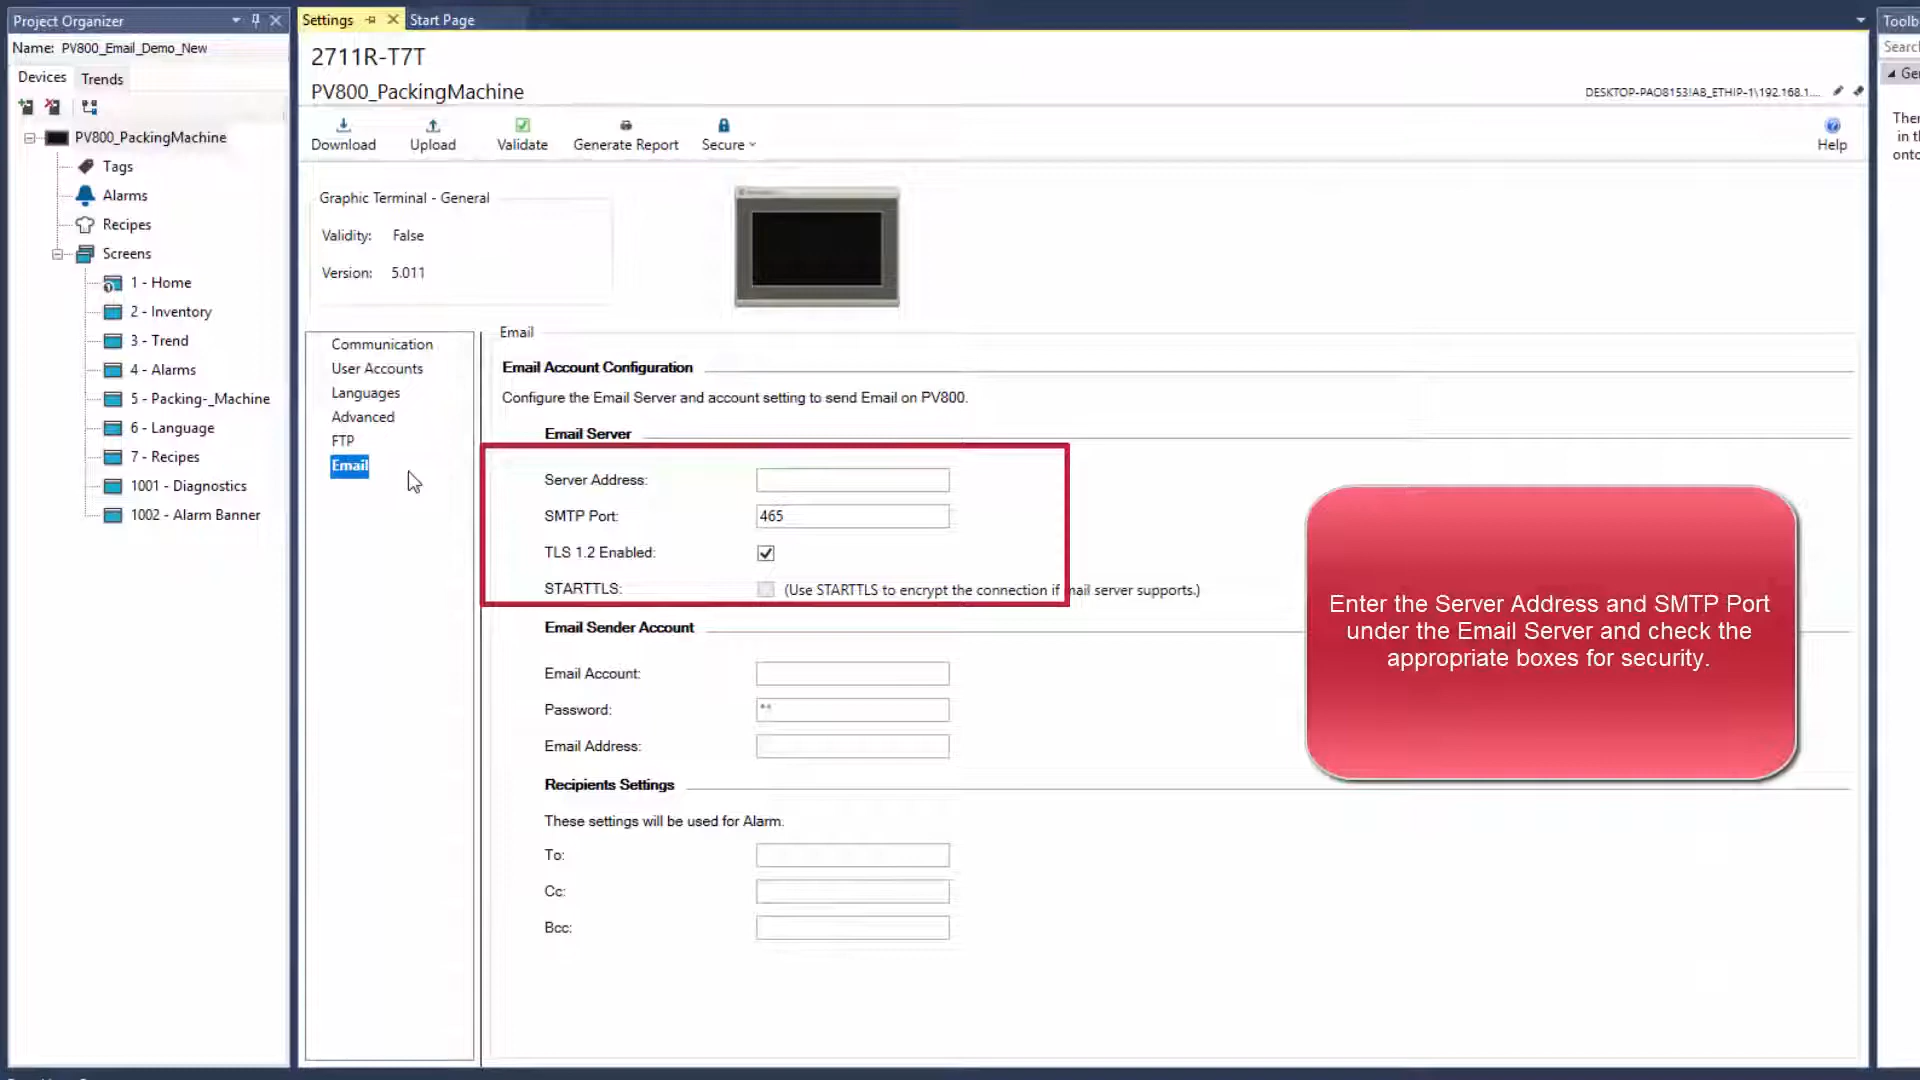 Project Organizer
Name: PV800_Email_Demo_New
Devices
Trends
PV800_PackingMachine
Tags
Alarms
Recipes
Screens
1 - Home
2 - Inventory
3 - Trend
4 - Alarms
5 - Packing-_Machine
6 - Language
7 - Recipes
1001 - Diagnostics
1002 - Alarm Banner
Settings
Start Page
2711R-T7T
PV800_PackingMachine
DESKTOP-PAO8153!AB_ETHIP-1\192.168.1....
Download
Upload
Validate
Generate Report
Secure
Help
Graphic Terminal - General
Validity: False
Version: 5.011
Communication
User Accounts
Languages
Advanced
FTP
Email
Email
Email Account Configuration
Configure the Email Server and account setting to send Email on PV800.
Email Server
Server Address:
SMTP Port: 465
TLS 1.2 Enabled:
STARTTLS: (Use STARTTLS to encrypt the connection if mail server supports.)
Email Sender Account
Email Account:
Password: **
Email Address:
Recipients Settings
These settings will be used for Alarm.
To:
Cc:
Bcc:
Enter the Server Address and SMTP Port
under the Email Server and check the
appropriate boxes for security.
Toolb
Search
Ge
Ther
in t
onto